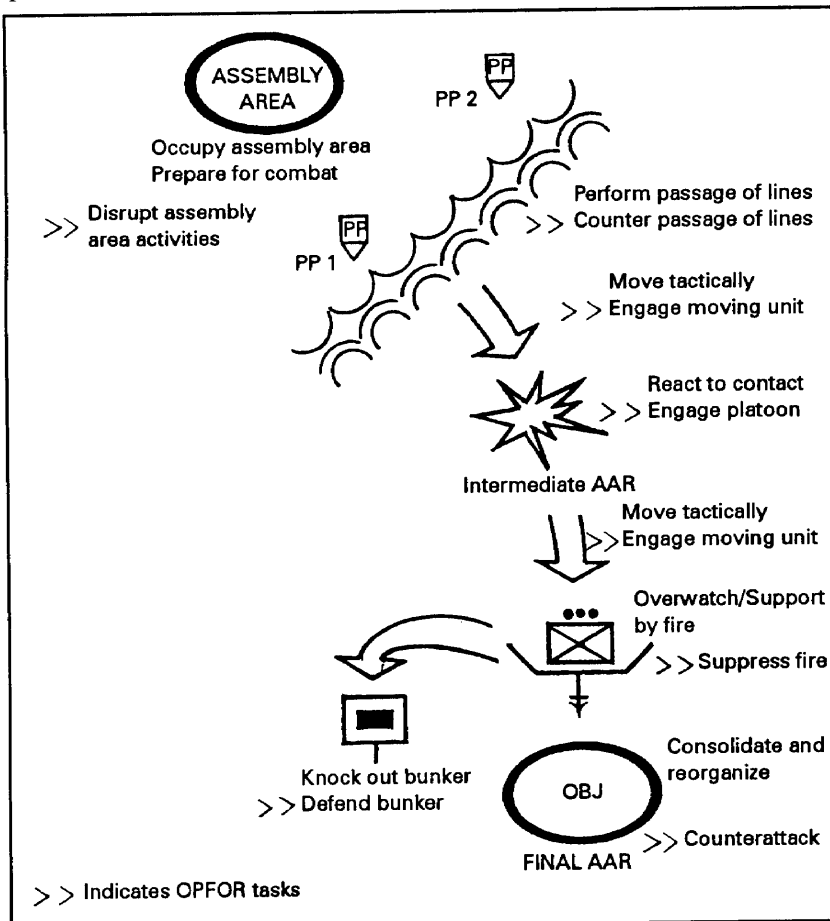 ASSEMBLY
AREA
PP
PP 2
Occupy assembly area
Prepare for combat
>> Disrupt assembly
area activities
PP
PP 1
Perform passage of lines
>> Counter passage of lines
Move tactically
>> Engage moving unit
React to contact
>> Engage platoon
Intermediate AAR
Move tactically
>> Engage moving unit
Overwatch/Support
by fire
>> Suppress fire
Knock out bunker
>> Defend bunker
Consolidate and
reorganize
OBJ
>> Counterattack
FINAL AAR
>> Indicates OPFOR tasks